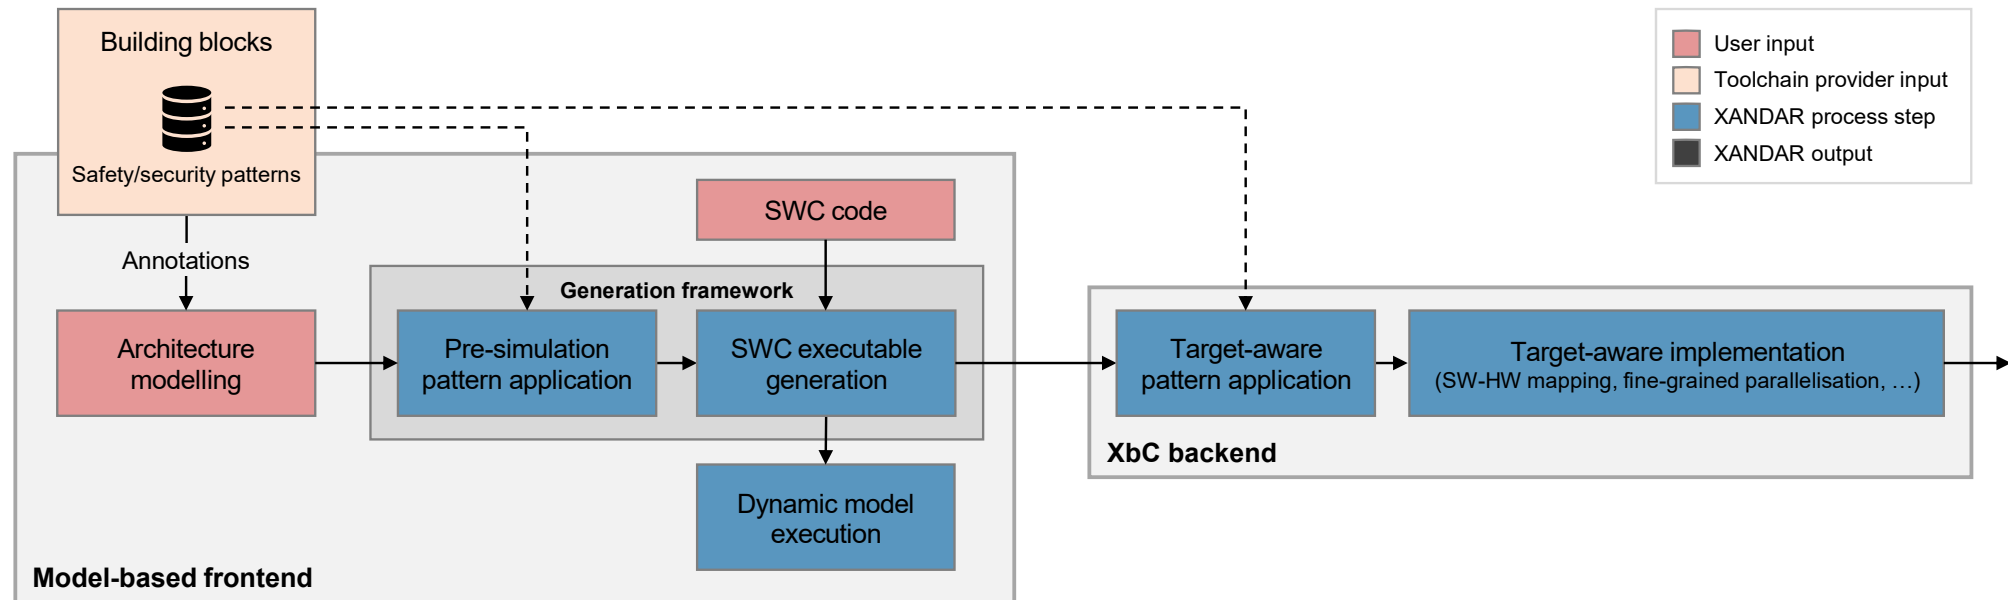 Building blocks
Safety/security patterns
User input
Toolchain provider input
XANDAR process step
XANDAR output
SWC code
Annotations
Generation framework
Architecture
modelling
Pre-simulation
pattern application
SWC executable
generation
Target-aware
pattern application
Target-aware implementation
(SW-HW mapping, fine-grained parallelisation, …)
XbC backend
Dynamic model
execution
Model-based frontend